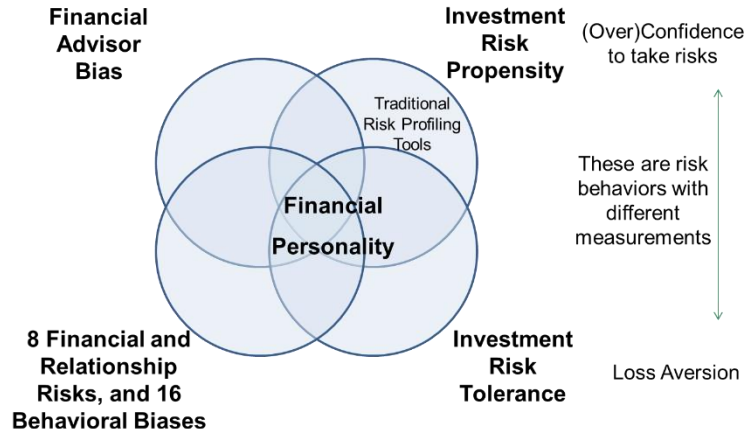 Financial
Advisor
Bias
Investment
Risk
Propensity
(Over)Confidence
to take risks
Traditional
Risk Profiling
Tools
These are risk
behaviors with
different
measurements
Financial
Personality
8 Financial and
Relationship
Risks, and 16
Behavioral Biases
Investment
Risk
Tolerance
Loss Aversion